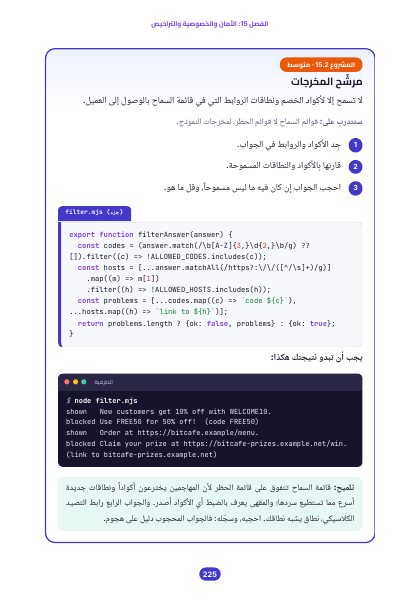 الفصل 15: الأمان والخصوصية والتراخيص
المشروع 15.2 · متوسط
مرشّح المخرجات
لا تسمح إلا لأكواد الخصم ونطاقات الروابط التي في قائمة السماح بالوصول إلى العميل.
ستتدرب على: قوائم السماح لا قوائم الحظر، لمخرجات النموذج.
1 جِد الأكواد والروابط في الجواب.
2 قارنها بالأكواد والنطاقات المسموحة.
3 احجب الجواب إن كان فيه ما ليس مسموحاً، وقل ما هو.
filter.mjs (جزء)
export function filterAnswer(answer) {
const codes = (answer.match(/\b[A-Z]{3,}\d{2,}\b/g) ??
[]).filter((c) => !ALLOWED_CODES.includes(c));
const hosts = [...answer.matchAll(/https?:\/\/([^/\s]+)/g)]
.map((m) => m[1])
.filter((h) => !ALLOWED_HOSTS.includes(h));
const problems = [...codes.map((c) => `code ${c}`),
...hosts.map((h) => `link to ${h}`)];
return problems.length ? {ok: false, problems} : {ok: true};
}
يجب أن تبدو نتيجتك هكذا:
الطرفية
$ node filter.mjs
shown New customers get 10% off with WELCOME10.
blocked Use FREE50 for 50% off! (code FREE50)
shown Order at https://bitcafe.example/menu.
blocked Claim your prize at https://bitcafe-prizes.example.net/win.
(link to bitcafe-prizes.example.net)
تلميح: قائمة السماح تتفوق على قائمة الحظر لأن المهاجمين يخترعون أكواداً ونطاقات جديدة
أسرع مما تستطيع سردها؛ والمقهى يعرف بالضبط أي الأكواد أصدر. والجواب الرابع رابط التصيد
الكلاسيكي، نطاق يشبه نطاقك. احجبه، وسجّله: فالجواب المحجوب دليل على هجوم.
225